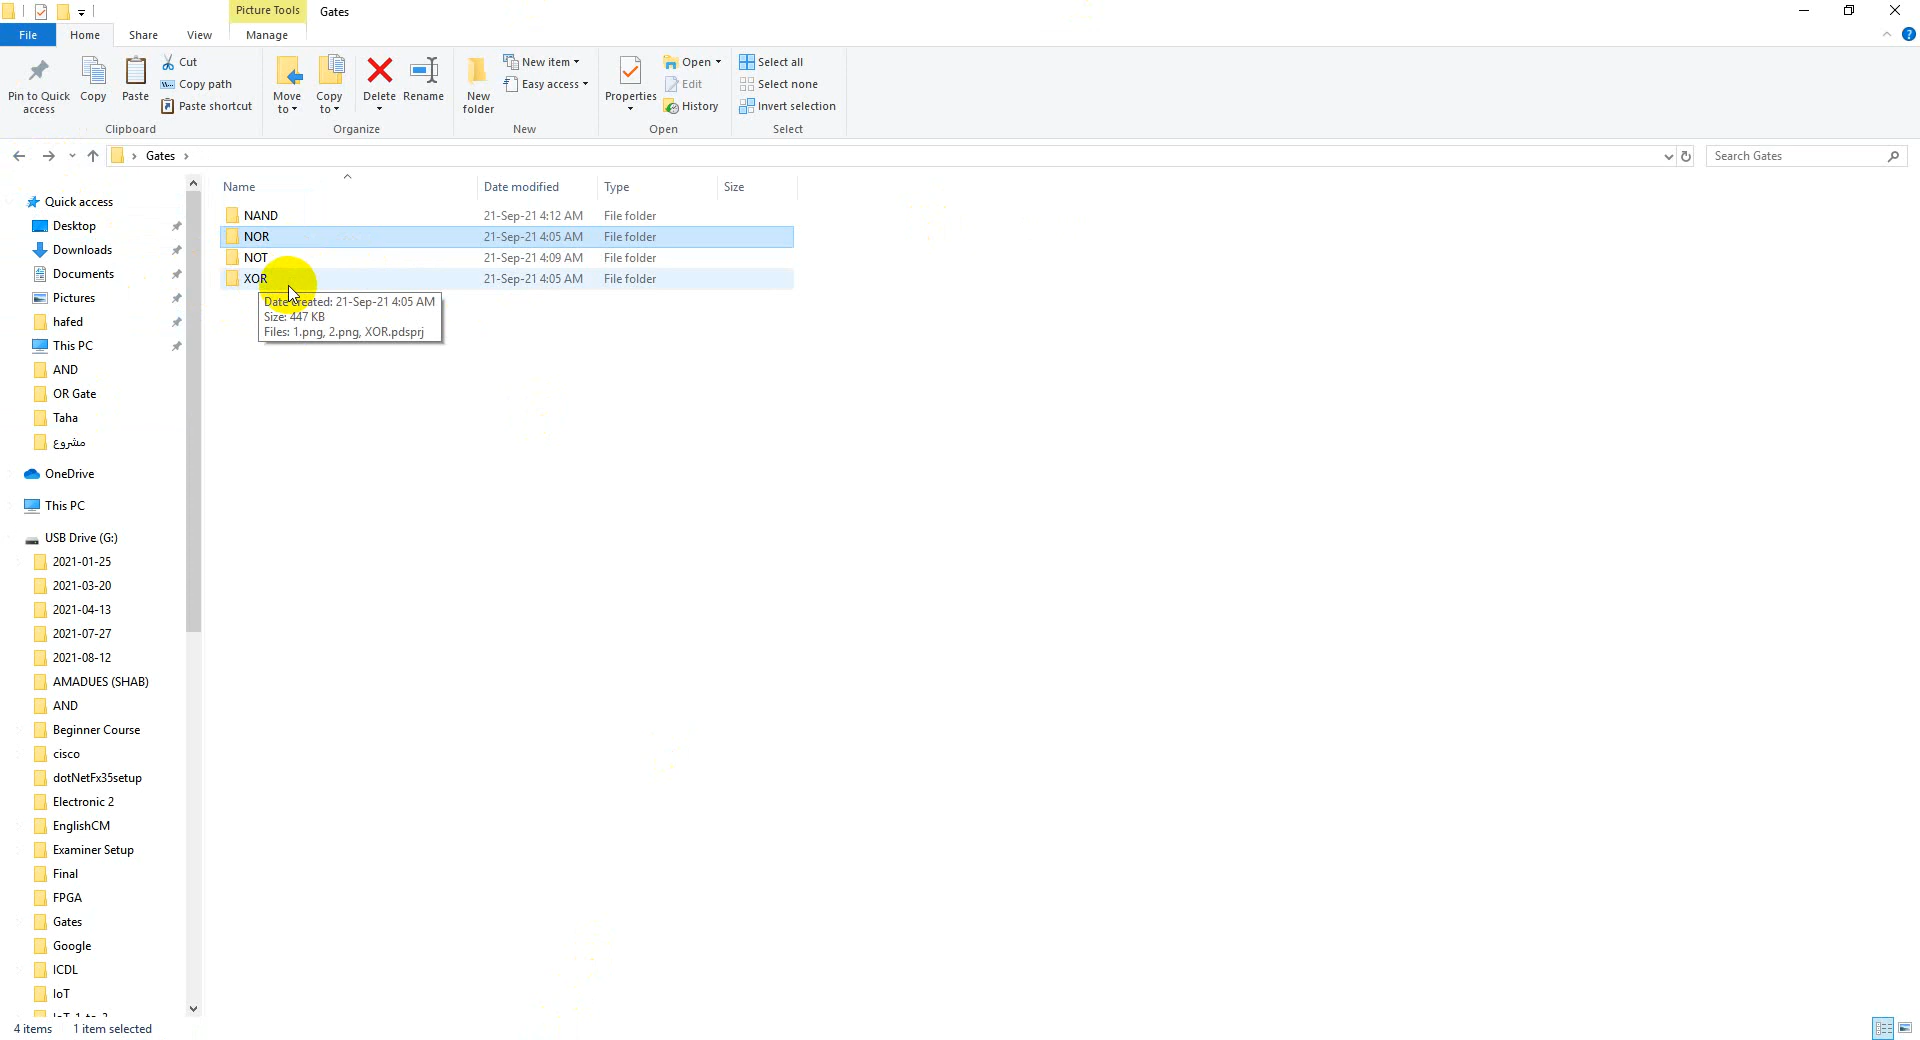 Picture Tools Gates
File Home Share View Manage
Pin to Quick access
Copy
Paste
Cut
Copy path
Paste shortcut
Clipboard
Move to
Copy to
Delete
Rename
Organize
New folder
New item
Easy access
New
Properties
Open
Edit
History
Open
Select all
Select none
Invert selection
Select
Gates
Search Gates
Name Date modified Type Size
NAND 21-Sep-21 4:12 AM File folder
NOR 21-Sep-21 4:05 AM File folder
NOT 21-Sep-21 4:09 AM File folder
XOR 21-Sep-21 4:05 AM File folder
Date created: 21-Sep-21 4:05 AM
Size: 447 KB
Files: 1.png, 2.png, XOR.pdsprj
Quick access
Desktop
Downloads
Documents
Pictures
hafed
This PC
AND
OR Gate
Taha
مشروع
OneDrive
This PC
USB Drive (G:)
2021-01-25
2021-03-20
2021-04-13
2021-07-27
2021-08-12
AMADUES (SHAB)
AND
Beginner Course
cisco
dotNetFx35setup
Electronic 2
EnglishCM
Examiner Setup
Final
FPGA
Gates
Google
ICDL
IoT
4 items 1 item selected